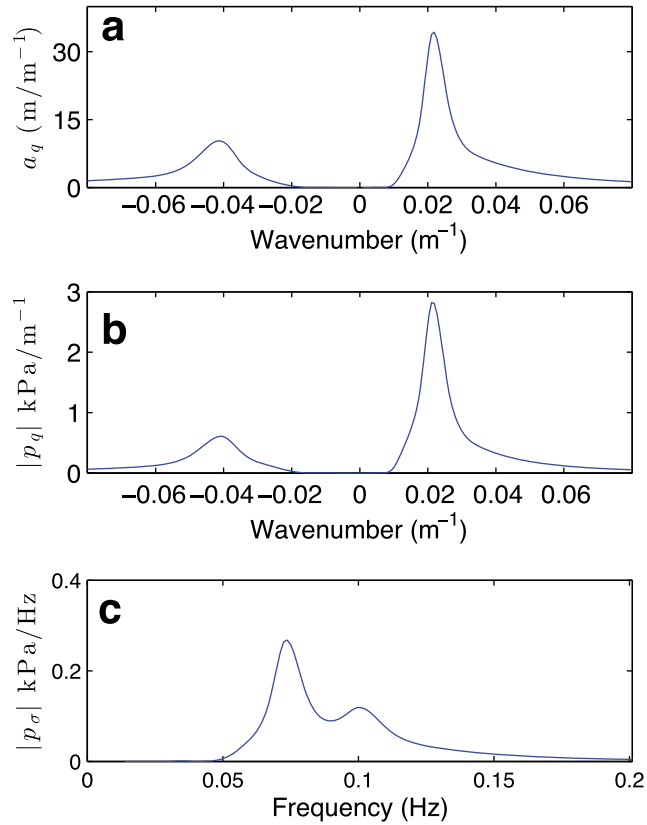 a
a_q (m/m⁻¹)
30
15
0
−0.06 −0.04 −0.02 0 0.02 0.04 0.06
Wavenumber (m⁻¹)
b
|p_q| kPa/m⁻¹
3
2
1
0
−0.06 −0.04 −0.02 0 0.02 0.04 0.06
Wavenumber (m⁻¹)
c
|p_σ| kPa/Hz
0.4
0.2
0
0 0.05 0.1 0.15 0.2
Frequency (Hz)